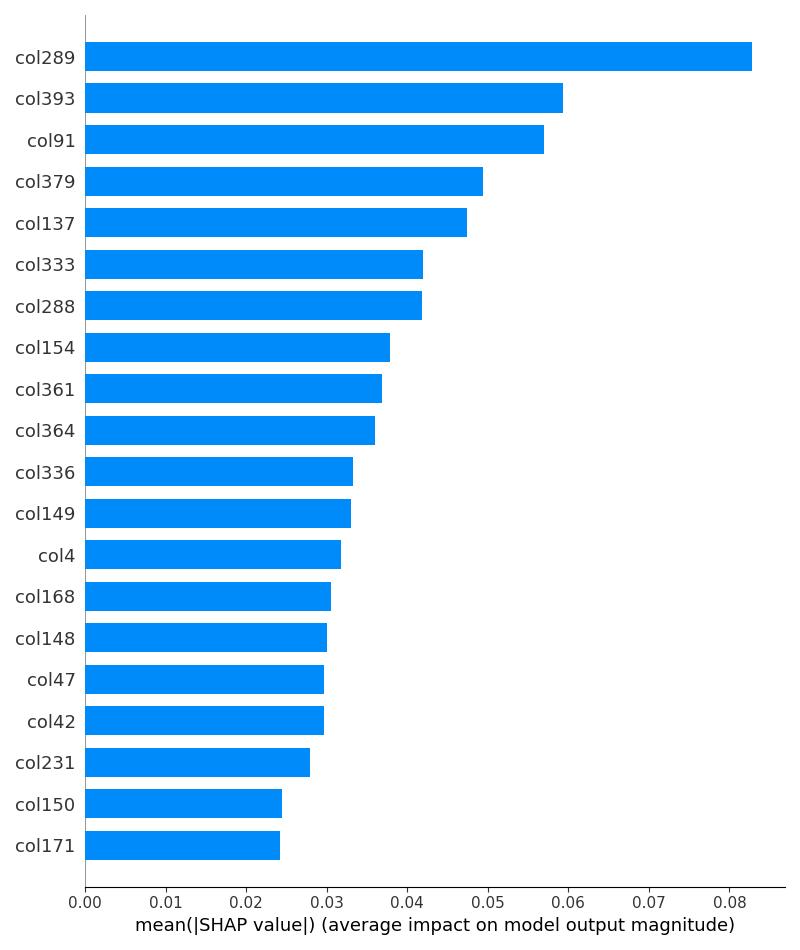 col289
col393
col91
col379
col137
col333
col288
col154
col361
col364
col336
col149
col4
col168
col148
col47
col42
col231
col150
col171
0.00 0.01 0.02 0.03 0.04 0.05 0.06 0.07 0.08
mean(|SHAP value|) (average impact on model output magnitude)